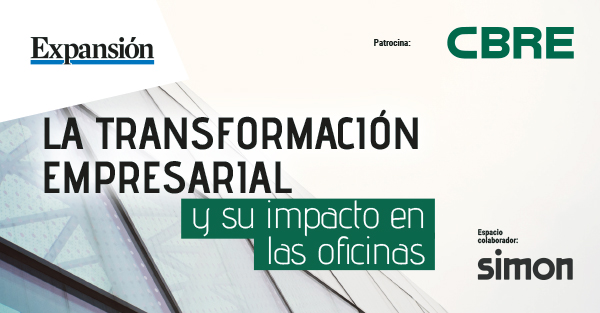 Expansión
Patrocina:
CBRE
LA TRANSFORMACIÓN
EMPRESARIAL
y su impacto en
las oficinas
Espacio
colaborador:
simon